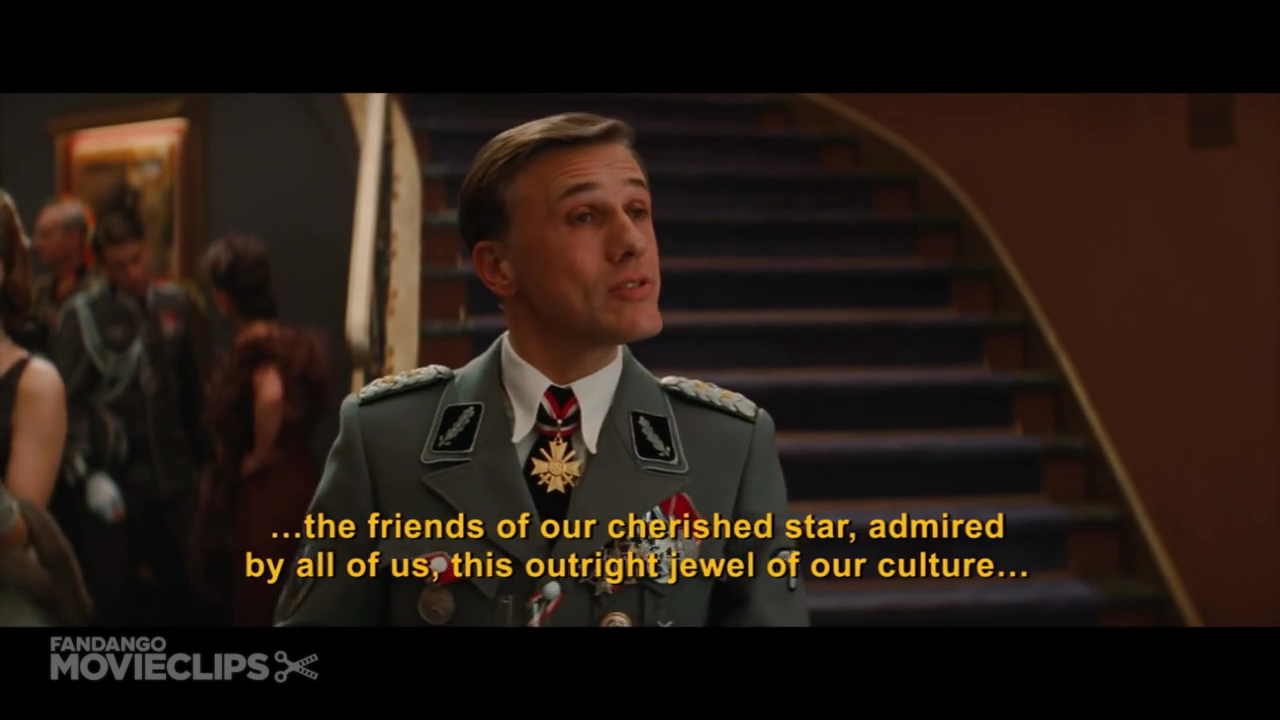 ...the friends of our cherished star, admired
by all of us, this outright jewel of our culture...
FANDANGO
MOVIECLIPS